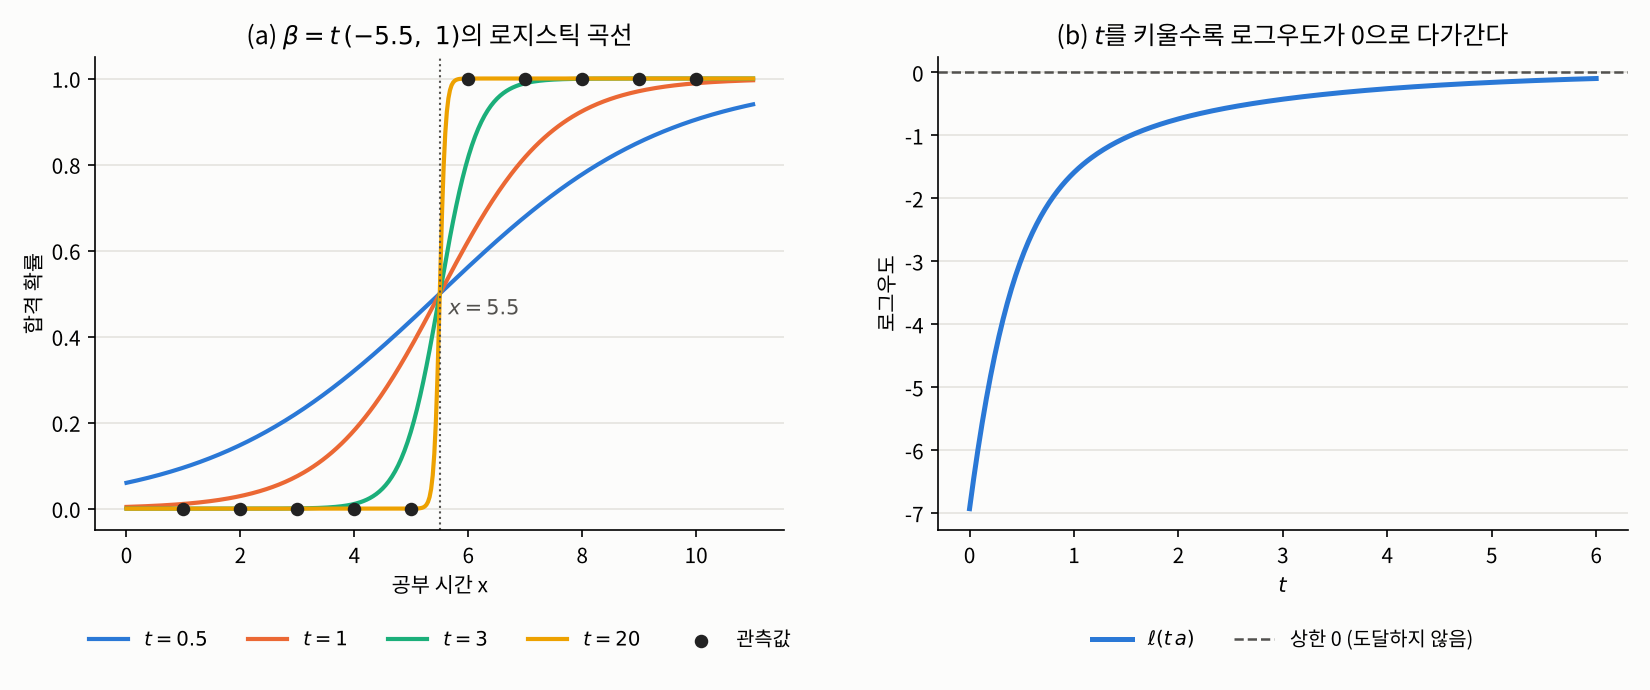 (a) β = t (−5.5, 1)의 로지스틱 곡선
합격 확률
1.0
0.8
0.6
0.4
0.2
0.0
x = 5.5
0 2 4 6 8 10
공부 시간 x
t = 0.5 t = 1 t = 3 t = 20 관측값
(b) t를 키울수록 로그우도가 0으로 다가간다
로그우도
0
-1
-2
-3
-4
-5
-6
-7
0 1 2 3 4 5 6
t
ℓ(t a) 상한 0 (도달하지 않음)